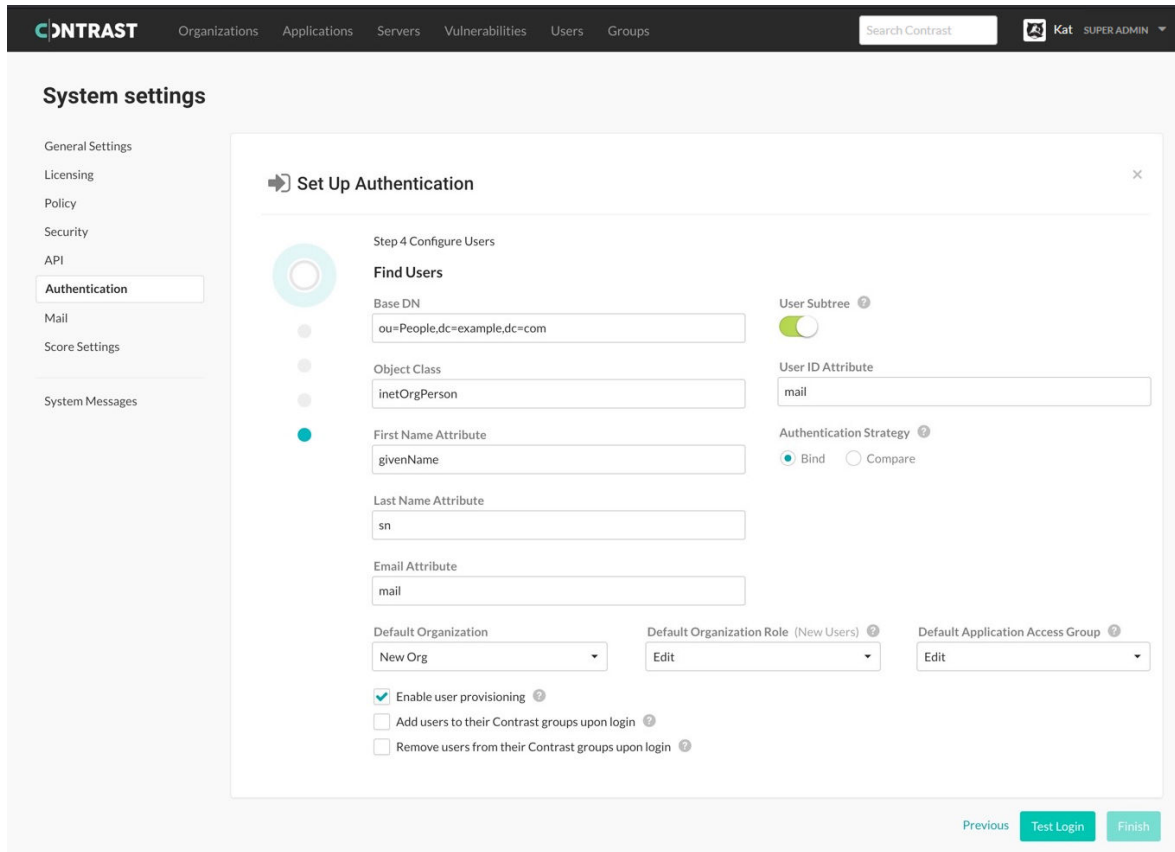 CONTRAST Organizations Applications Servers Vulnerabilities Users Groups Search Contrast Kat SUPER ADMIN
System settings
General Settings
Licensing
Policy
Security
API
Authentication
Mail
Score Settings
System Messages
Set Up Authentication
Step 4 Configure Users
Find Users
Base DN
ou=People,dc=example,dc=com
User Subtree ?
Object Class
inetOrgPerson
User ID Attribute
mail
First Name Attribute
givenName
Authentication Strategy ?
Bind Compare
Last Name Attribute
sn
Email Attribute
mail
Default Organization
New Org
Default Organization Role (New Users) ?
Edit
Default Application Access Group ?
Edit
Enable user provisioning ?
Add users to their Contrast groups upon login ?
Remove users from their Contrast groups upon login ?
Previous Test Login Finish